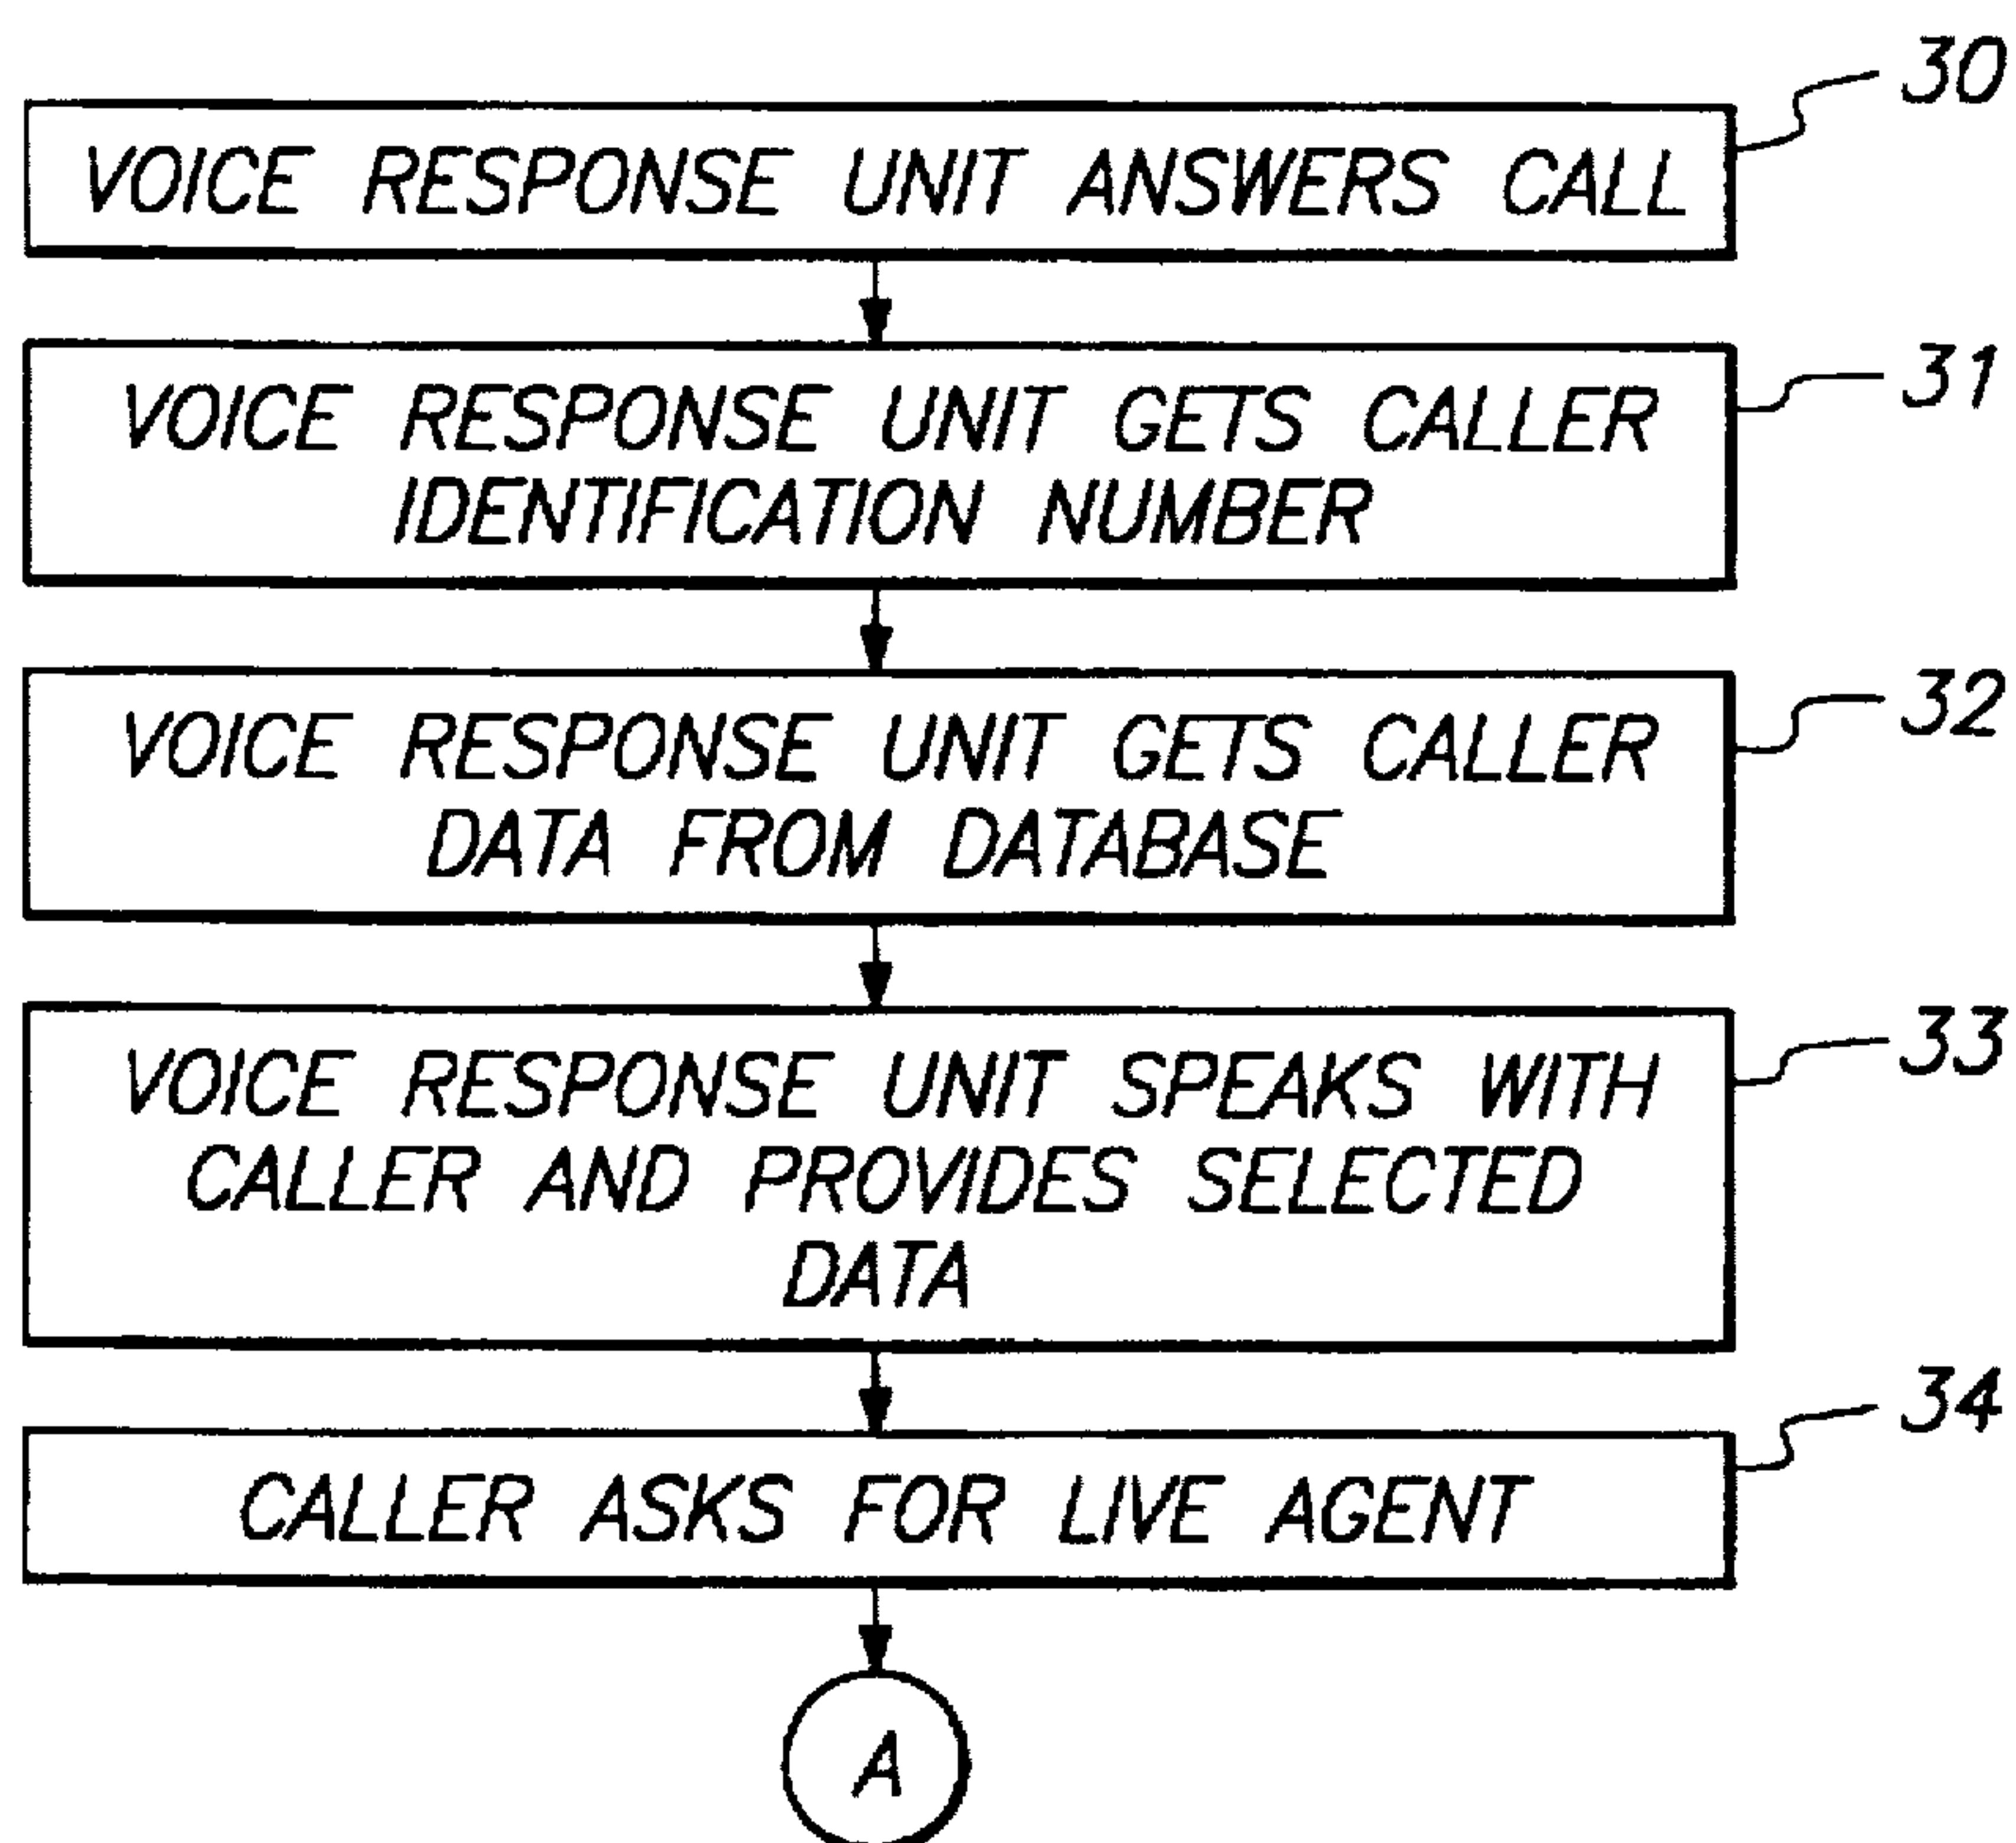 30
VOICE RESPONSE UNIT ANSWERS CALL
31
VOICE RESPONSE UNIT GETS CALLER
IDENTIFICATION NUMBER
32
VOICE RESPONSE UNIT GETS CALLER
DATA FROM DATABASE
33
VOICE RESPONSE UNIT SPEAKS WITH
CALLER AND PROVIDES SELECTED
DATA
34
CALLER ASKS FOR LIVE AGENT
A